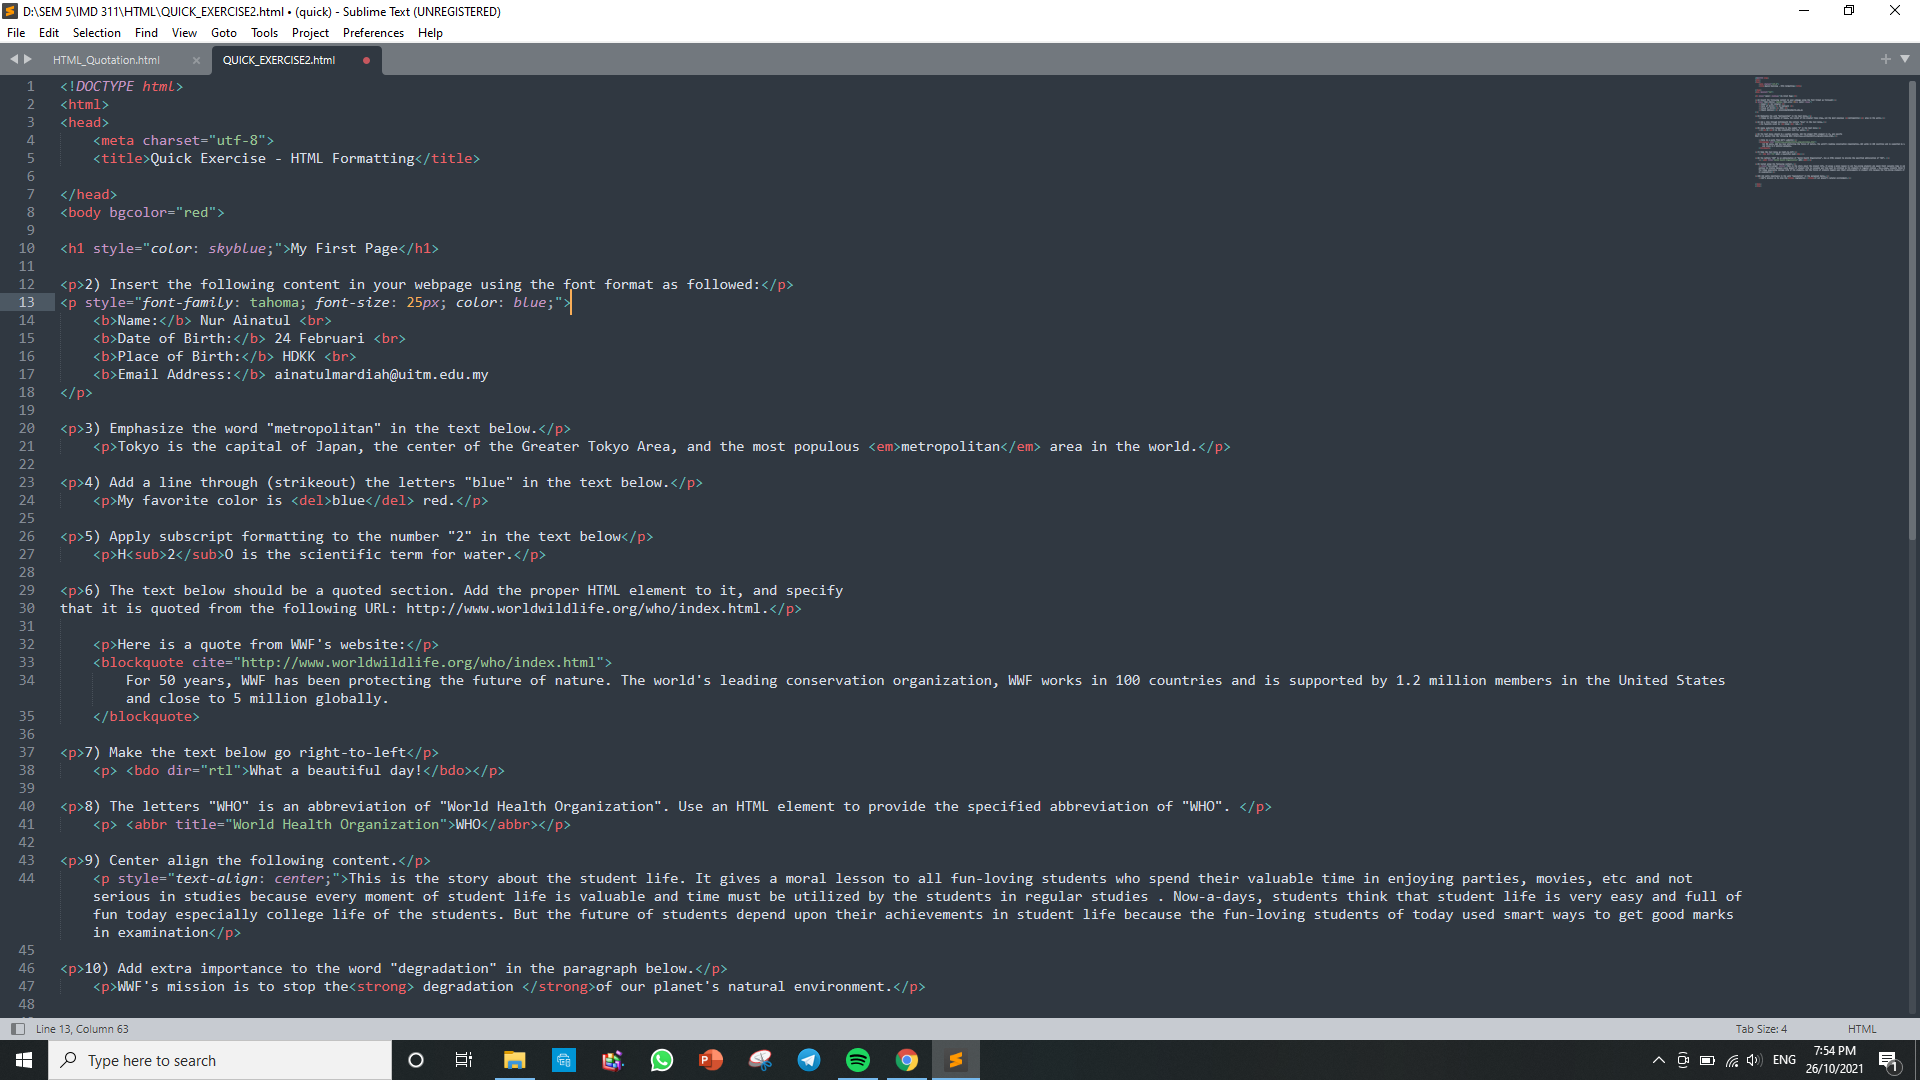 D:\SEM 5\IMD 311\HTML\QUICK_EXERCISE2.html • (quick) - Sublime Text (UNREGISTERED)
File Edit Selection Find View Goto Tools Project Preferences Help
HTML_Quotation.html QUICK_EXERCISE2.html
1 <!DOCTYPE html>
2 <html>
3 <head>
4 <meta charset="utf-8">
5 <title>Quick Exercise - HTML Formatting</title>
6
7 </head>
8 <body bgcolor="red">
9
10 <h1 style="color: skyblue;">My First Page</h1>
11
12 <p>2) Insert the following content in your webpage using the font format as followed:</p>
13 <p style="font-family: tahoma; font-size: 25px; color: blue;">
14 <b>Name:</b> Nur Ainatul <br>
15 <b>Date of Birth:</b> 24 Februari <br>
16 <b>Place of Birth:</b> HDKK <br>
17 <b>Email Address:</b> ainatulmardiah@uitm.edu.my
18 </p>
19
20 <p>3) Emphasize the word "metropolitan" in the text below.</p>
21 <p>Tokyo is the capital of Japan, the center of the Greater Tokyo Area, and the most populous <em>metropolitan</em> area in the world.</p>
22
23 <p>4) Add a line through (strikeout) the letters "blue" in the text below.</p>
24 <p>My favorite color is <del>blue</del> red.</p>
25
26 <p>5) Apply subscript formatting to the number "2" in the text below</p>
27 <p>H<sub>2</sub>O is the scientific term for water.</p>
28
29 <p>6) The text below should be a quoted section. Add the proper HTML element to it, and specify
30 that it is quoted from the following URL: http://www.worldwildlife.org/who/index.html.</p>
31
32 <p>Here is a quote from WWF's website:</p>
33 <blockquote cite="http://www.worldwildlife.org/who/index.html">
34 For 50 years, WWF has been protecting the future of nature. The world's leading conservation organization, WWF works in 100 countries and is supported by 1.2 million members in the United States
and close to 5 million globally.
35 </blockquote>
36
37 <p>7) Make the text below go right-to-left</p>
38 <p> <bdo dir="rtl">What a beautiful day!</bdo></p>
39
40 <p>8) The letters "WHO" is an abbreviation of "World Health Organization". Use an HTML element to provide the specified abbreviation of "WHO". </p>
41 <p> <abbr title="World Health Organization">WHO</abbr></p>
42
43 <p>9) Center align the following content.</p>
44 <p style="text-align: center;">This is the story about the student life. It gives a moral lesson to all fun-loving students who spend their valuable time in enjoying parties, movies, etc and not
serious in studies because every moment of student life is valuable and time must be utilized by the students in regular studies . Now-a-days, students think that student life is very easy and full of
fun today especially college life of the students. But the future of students depend upon their achievements in student life because the fun-loving students of today used smart ways to get good marks
in examination</p>
45
46 <p>10) Add extra importance to the word "degradation" in the paragraph below.</p>
47 <p>WWF's mission is to stop the<strong> degradation </strong>of our planet's natural environment.</p>
48
Line 13, Column 63 Tab Size: 4 HTML
Type here to search ENG 7:54 PM
26/10/2021 1